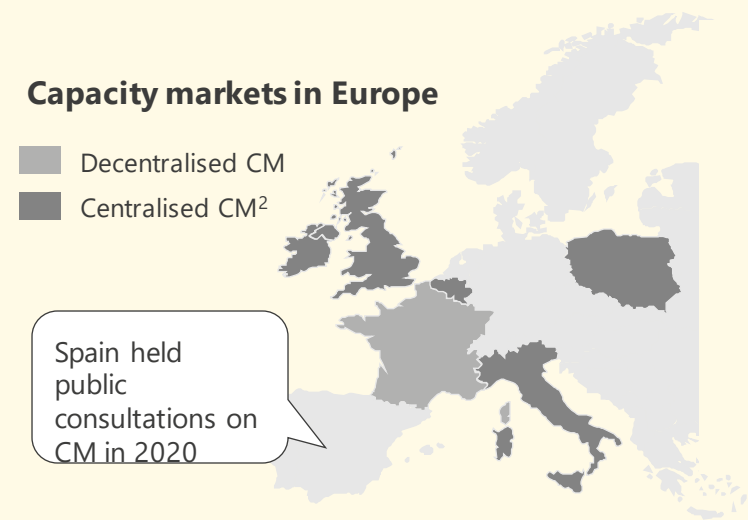 Capacity markets in Europe
Decentralised CM
Centralised CM²
Spain held
public
consultations on
CM in 2020